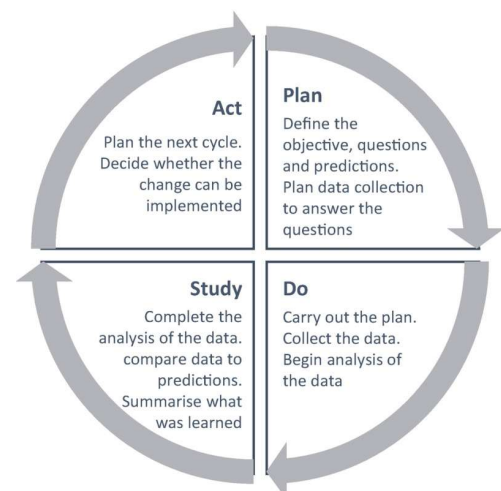 Act
Plan the next cycle.
Decide whether the
change can be
implemented
Plan
Define the
objective, questions
and predictions.
Plan data collection
to answer the
questions
Study
Complete the
analysis of the data.
compare data to
predictions.
Summarise what
was learned
Do
Carry out the plan.
Collect the data.
Begin analysis of
the data